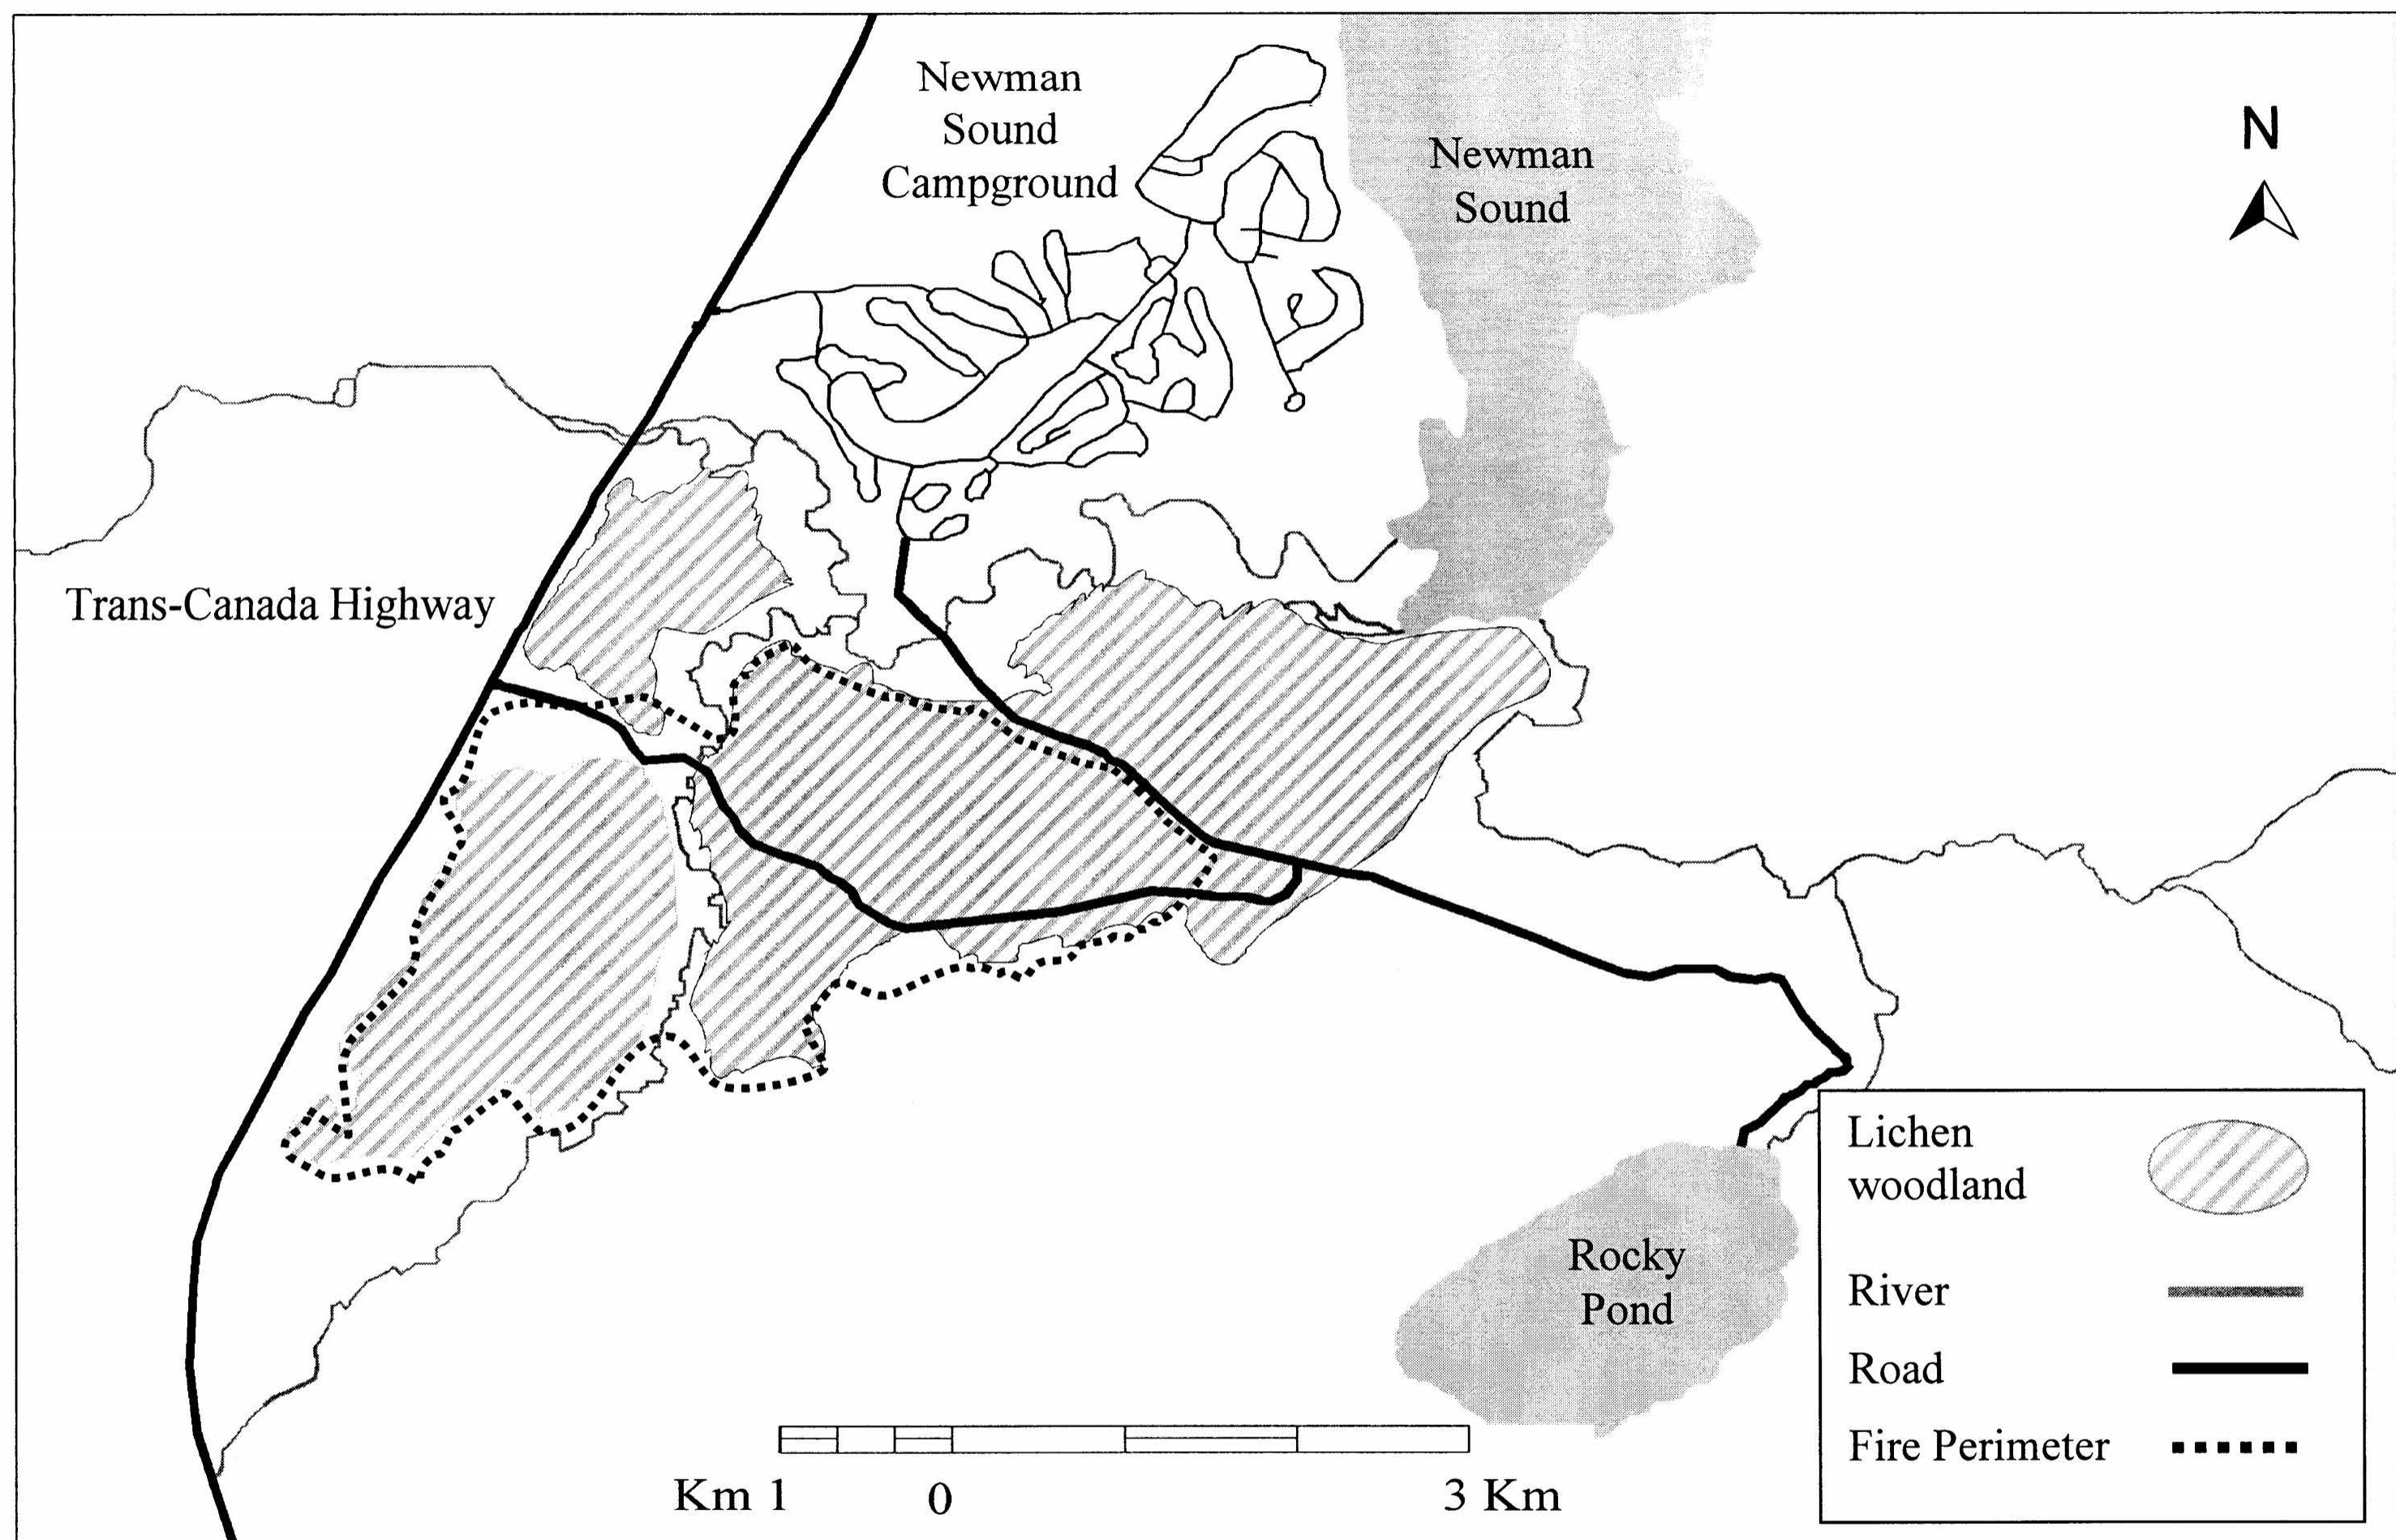 Newman
Sound
Campground
Newman
Sound
N
Trans-Canada Highway
Lichen
woodland
River
Road
Fire Perimeter
Rocky
Pond
Km 1 0 3 Km